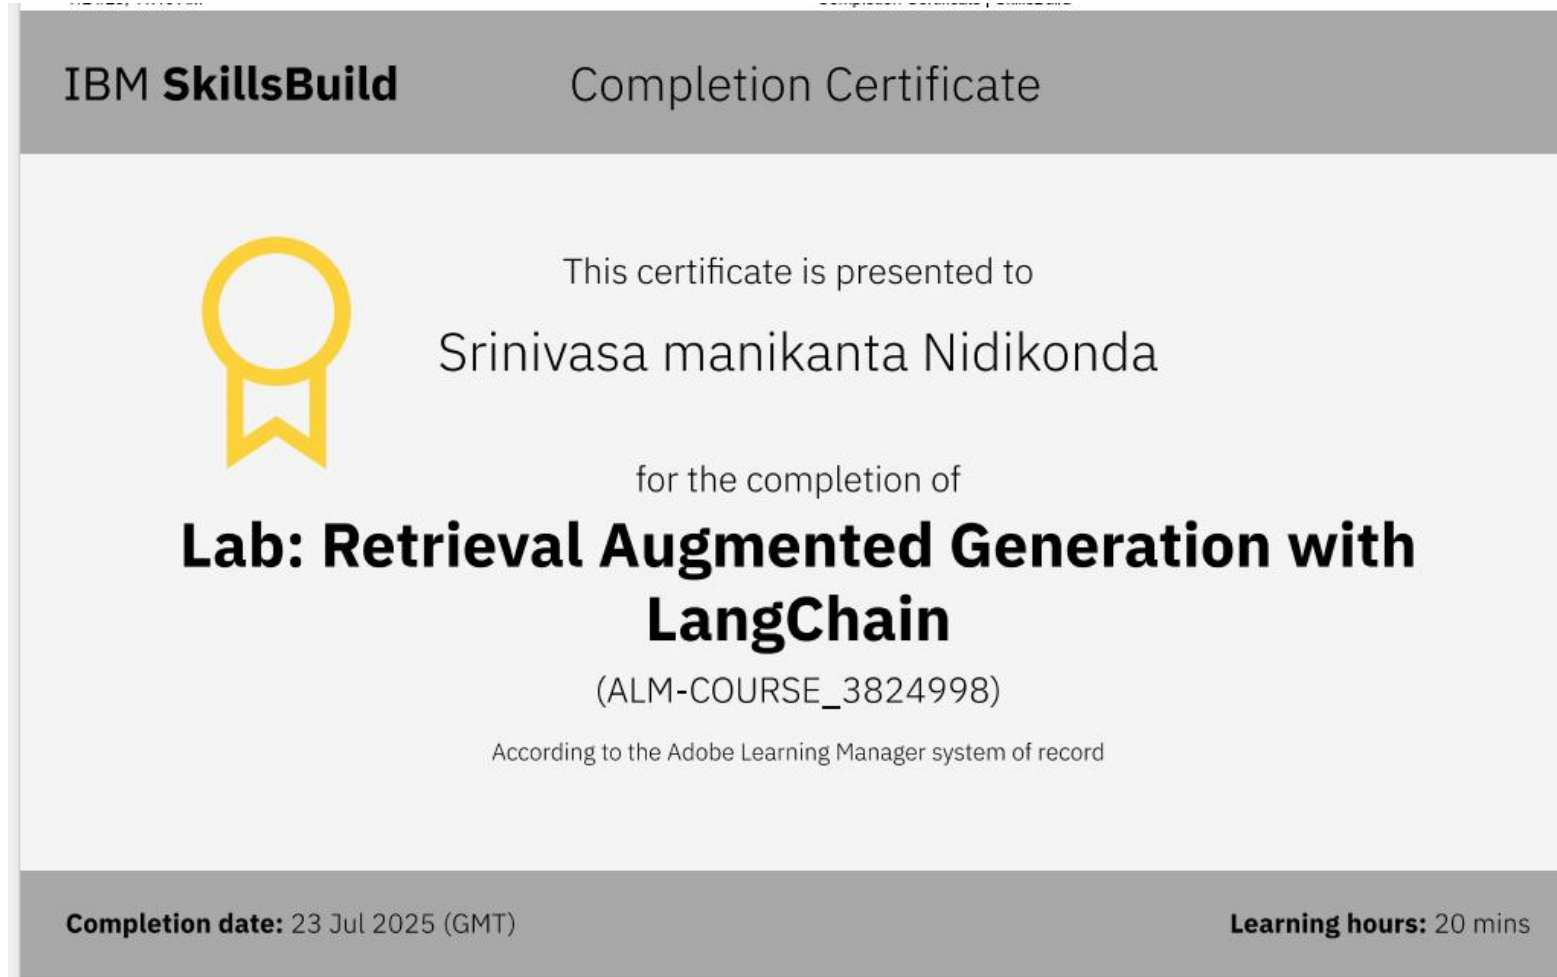 IBM SkillsBuild
Completion Certificate
This certificate is presented to
Srinivasa manikanta Nidikonda
for the completion of
Lab: Retrieval Augmented Generation with
LangChain
(ALM-COURSE_3824998)
According to the Adobe Learning Manager system of record
Completion date: 23 Jul 2025 (GMT)
Learning hours: 20 mins